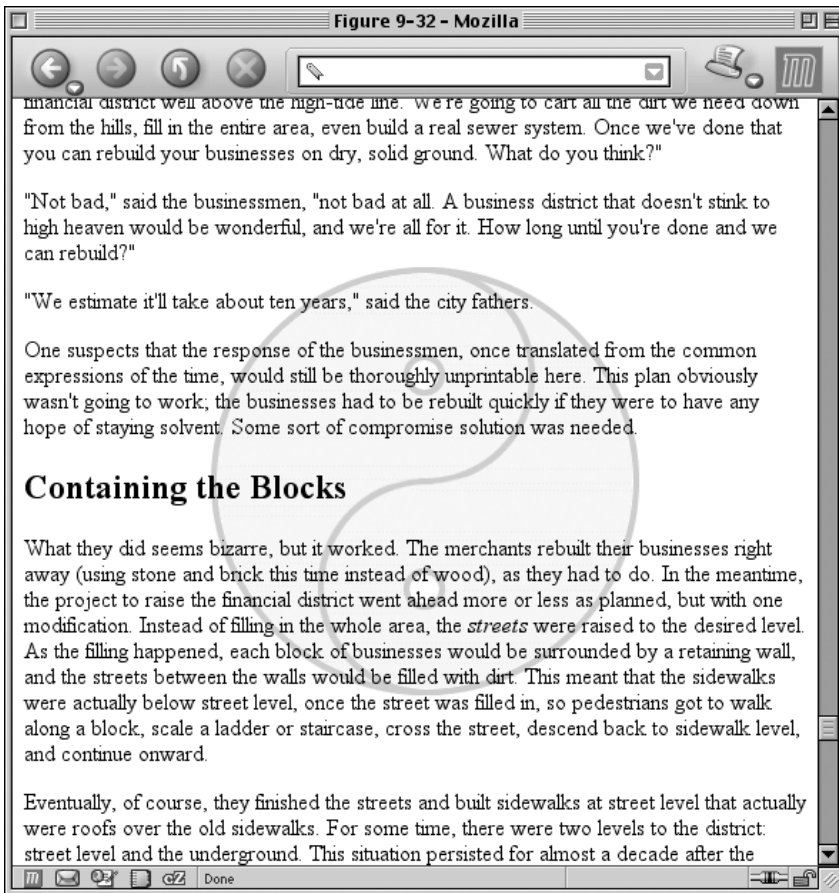 Figure 9-32 - Mozilla
financial district well above the high-tide line. We're going to cart all the dirt we need down
from the hills, fill in the entire area, even build a real sewer system. Once we've done that
you can rebuild your businesses on dry, solid ground. What do you think?"
"Not bad," said the businessmen, "not bad at all. A business district that doesn't stink to
high heaven would be wonderful, and we're all for it. How long until you're done and we
can rebuild?"
"We estimate it'll take about ten years," said the city fathers.
One suspects that the response of the businessmen, once translated from the common
expressions of the time, would still be thoroughly unprintable here. This plan obviously
wasn't going to work; the businesses had to be rebuilt quickly if they were to have any
hope of staying solvent. Some sort of compromise solution was needed.
Containing the Blocks
What they did seems bizarre, but it worked. The merchants rebuilt their businesses right
away (using stone and brick this time instead of wood), as they had to do. In the meantime,
the project to raise the financial district went ahead more or less as planned, but with one
modification. Instead of filling in the whole area, the streets were raised to the desired level.
As the filling happened, each block of businesses would be surrounded by a retaining wall,
and the streets between the walls would be filled with dirt. This meant that the sidewalks
were actually below street level, once the street was filled in, so pedestrians got to walk
along a block, scale a ladder or staircase, cross the street, descend back to sidewalk level,
and continue onward.
Eventually, of course, they finished the streets and built sidewalks at street level that actually
were roofs over the old sidewalks. For some time, there were two levels to the district:
street level and the underground. This situation persisted for almost a decade after the
Done